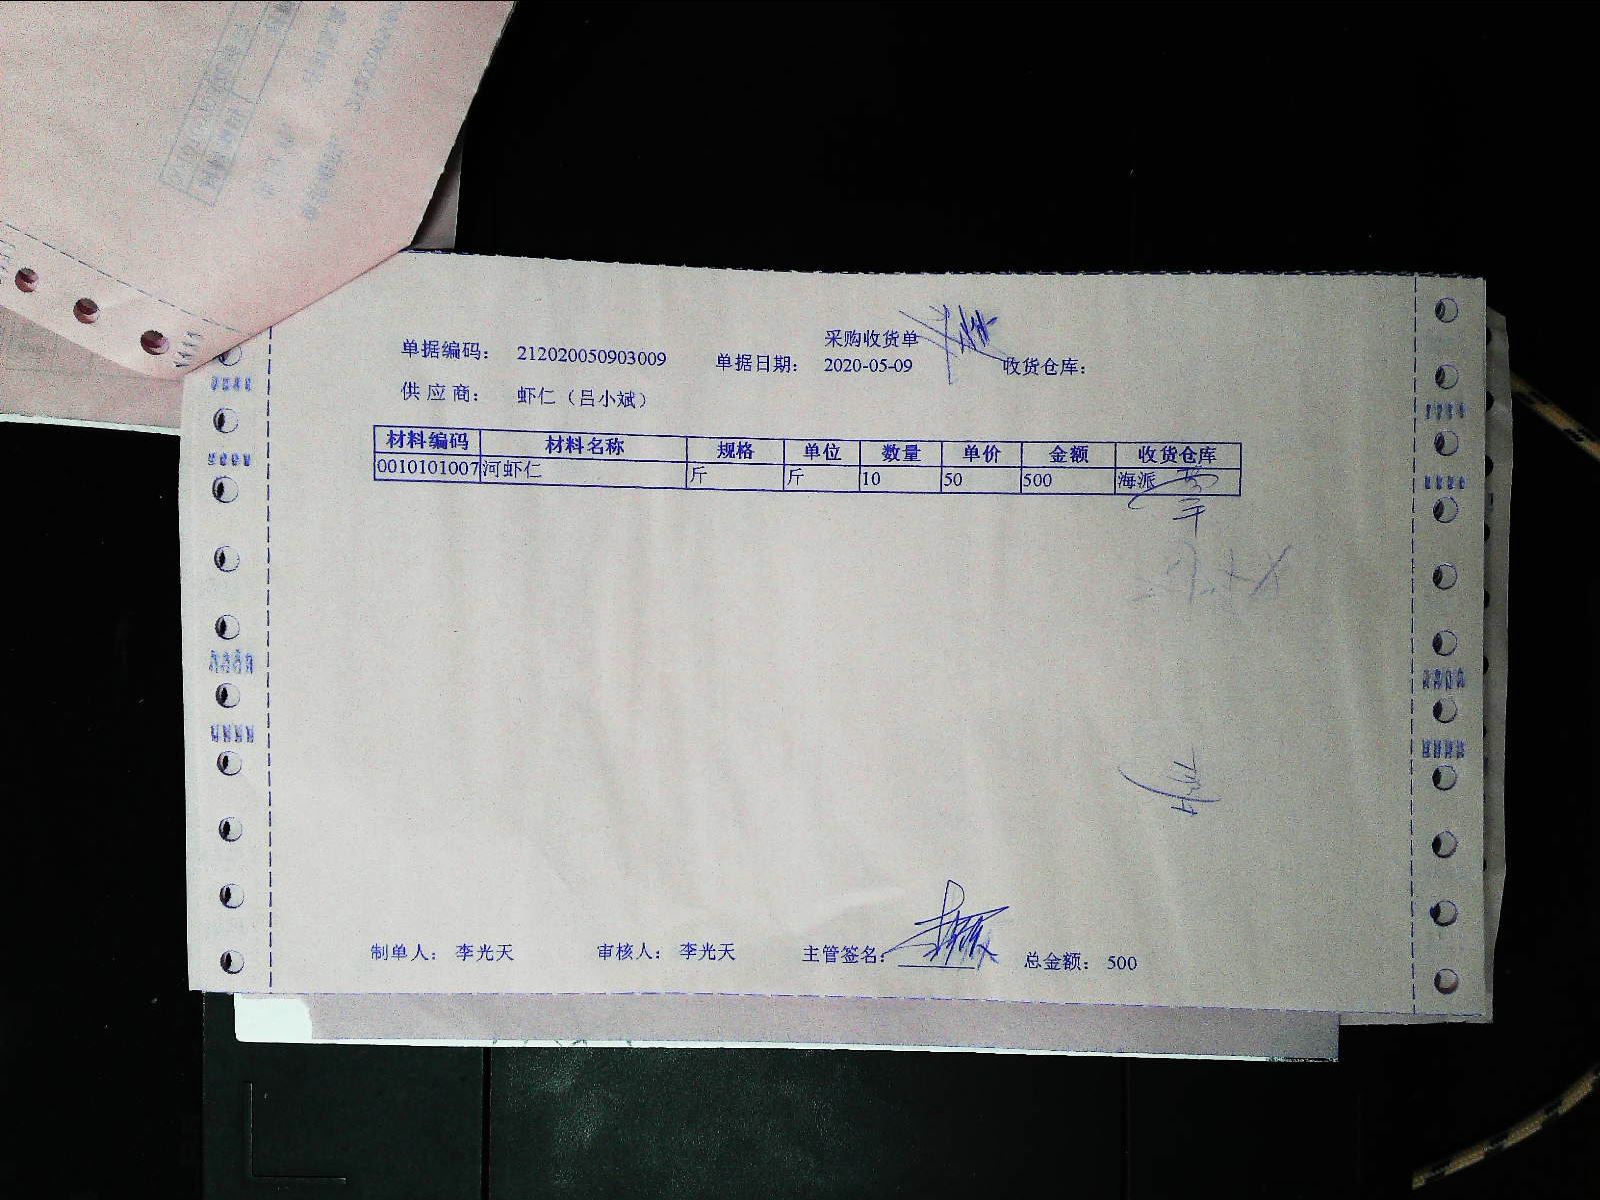 采购收货单
单据编码： 212020050903009 单据日期： 2020-05-09 收货仓库：
供 应 商： 虾仁（吕小斌）
材料编码 材料名称 规格 单位 数量 单价 金额 收货仓库
0010101007 河虾仁 斤 斤 10 50 500 海派
制单人： 李光天 审核人： 李光天 主管签名： 总金额： 500